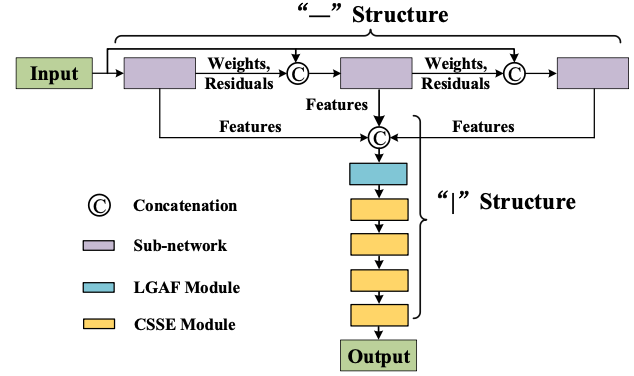 “—” Structure
Input
Weights,
Residuals
C
Weights,
Residuals
C
Features
Features
C
Features
“|” Structure
C Concatenation
Sub-network
LGAF Module
CSSE Module
Output